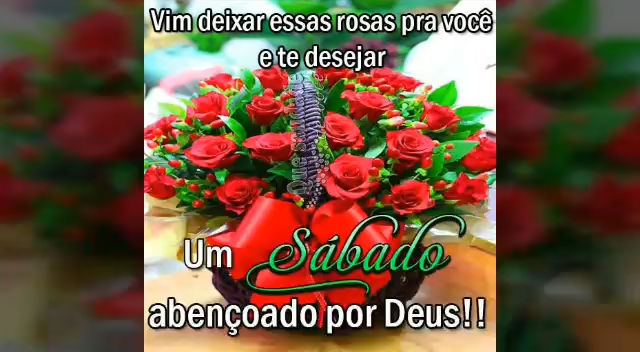 Vim deixar essas rosas pra você
e te desejar
Um Sábado
abençoado por Deus!!